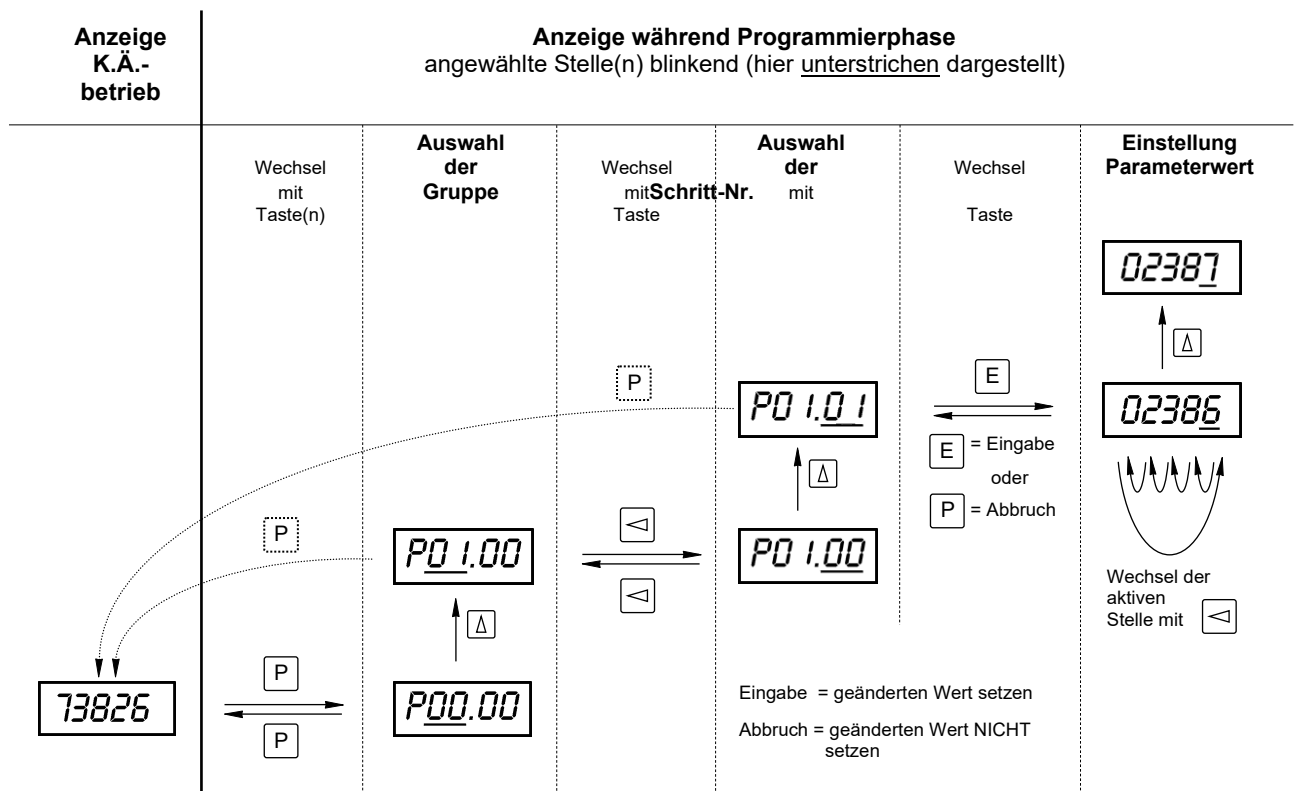 Anzeige
K.Ä.-
betrieb
Anzeige während Programmierphase
angewählte Stelle(n) blinkend (hier unterstrichen dargestellt)
Wechsel
mit
Taste(n)
Auswahl
der
Gruppe
Wechsel
mitSchritt-Nr.
Taste
Auswahl
der
mit
Wechsel
Taste
Einstellung
Parameterwert
02387
Δ
P
E
P01.01
02386
E = Eingabe
oder
P = Abbruch
Δ
P
P01.00
P01.00
Wechsel der
aktiven
Stelle mit
Δ
P
73826
P00.00
P
Eingabe = geänderten Wert setzen
Abbruch = geänderten Wert NICHT
setzen